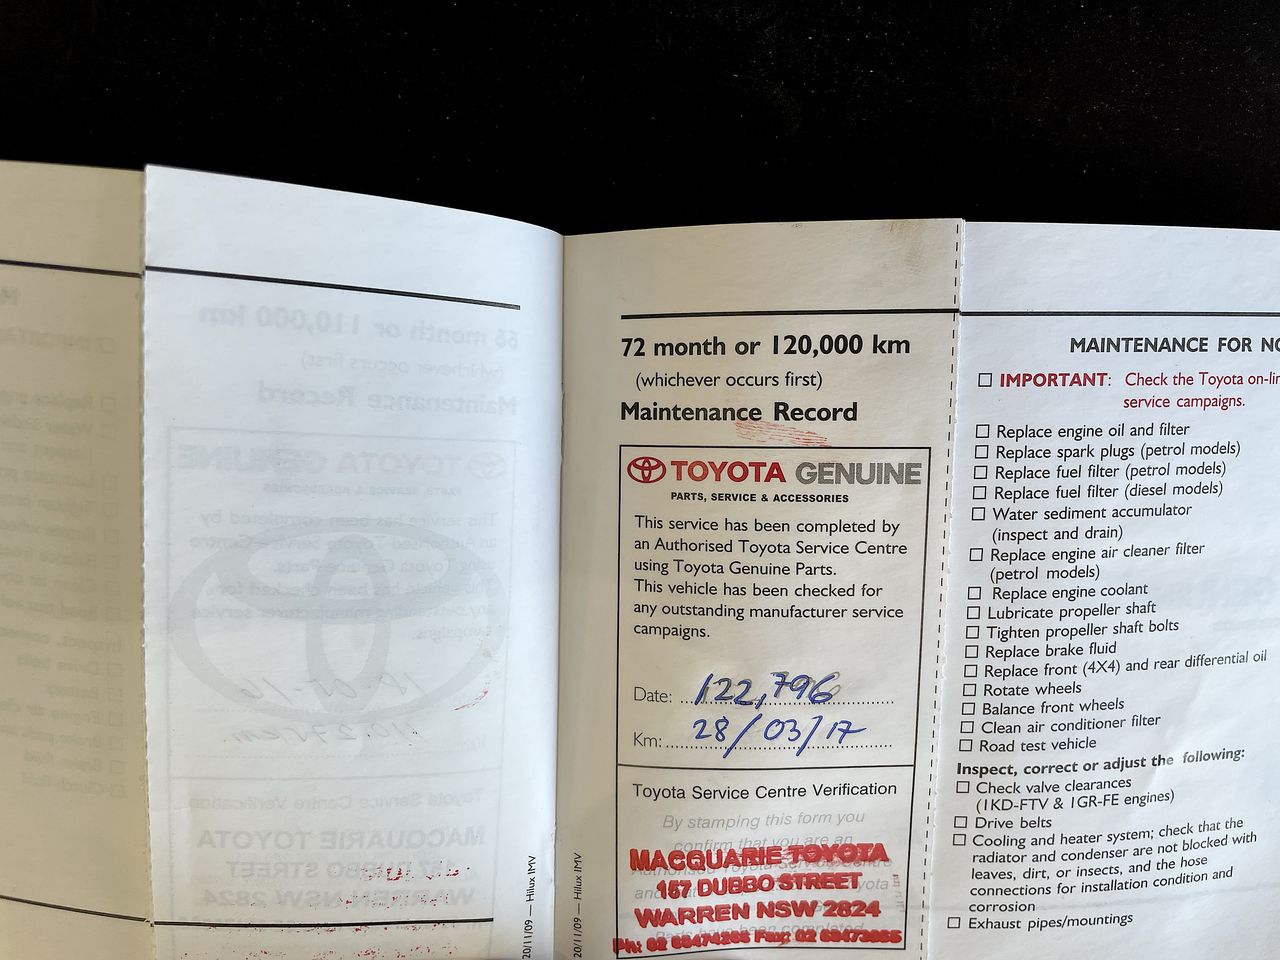 72 month or 120,000 km
(whichever occurs first)
Maintenance Record
TOYOTA GENUINE
PARTS, SERVICE & ACCESSORIES
This service has been completed by
an Authorised Toyota Service Centre
using Toyota Genuine Parts.
This vehicle has been checked for
any outstanding manufacturer service
campaigns.
Date: 122,796
Km: 28/03/17
Toyota Service Centre Verification
By stamping this form you
confirm that you are an
MACQUARIE TOYOTA
157 DUBBO STREET
WARREN NSW 2824
20/11/09 — Hilux IMV
20/11/09 — Hilux IMV
MAINTENANCE FOR
IMPORTANT: Check the Toyota
service campaigns.
Replace engine oil and filter
Replace spark plugs (petrol models)
Replace fuel filter (petrol models)
Replace fuel filter (diesel models)
Water sediment accumulator
(inspect and drain)
Replace engine air cleaner filter
(petrol models)
Replace engine coolant
Lubricate propeller shaft
Tighten propeller shaft bolts
Replace brake fluid
Replace front (4X4) and rear differential oil
Rotate wheels
Balance front wheels
Clean air conditioner filter
Road test vehicle
Inspect, correct or adjust the following:
Check valve clearances
(1KD-FTV & 1GR-FE engines)
Drive belts
Cooling and heater system; check that the
radiator and condenser are not blocked with
leaves, dirt, or insects, and the hose
connections for installation condition and
corrosion
Exhaust pipes/mountings